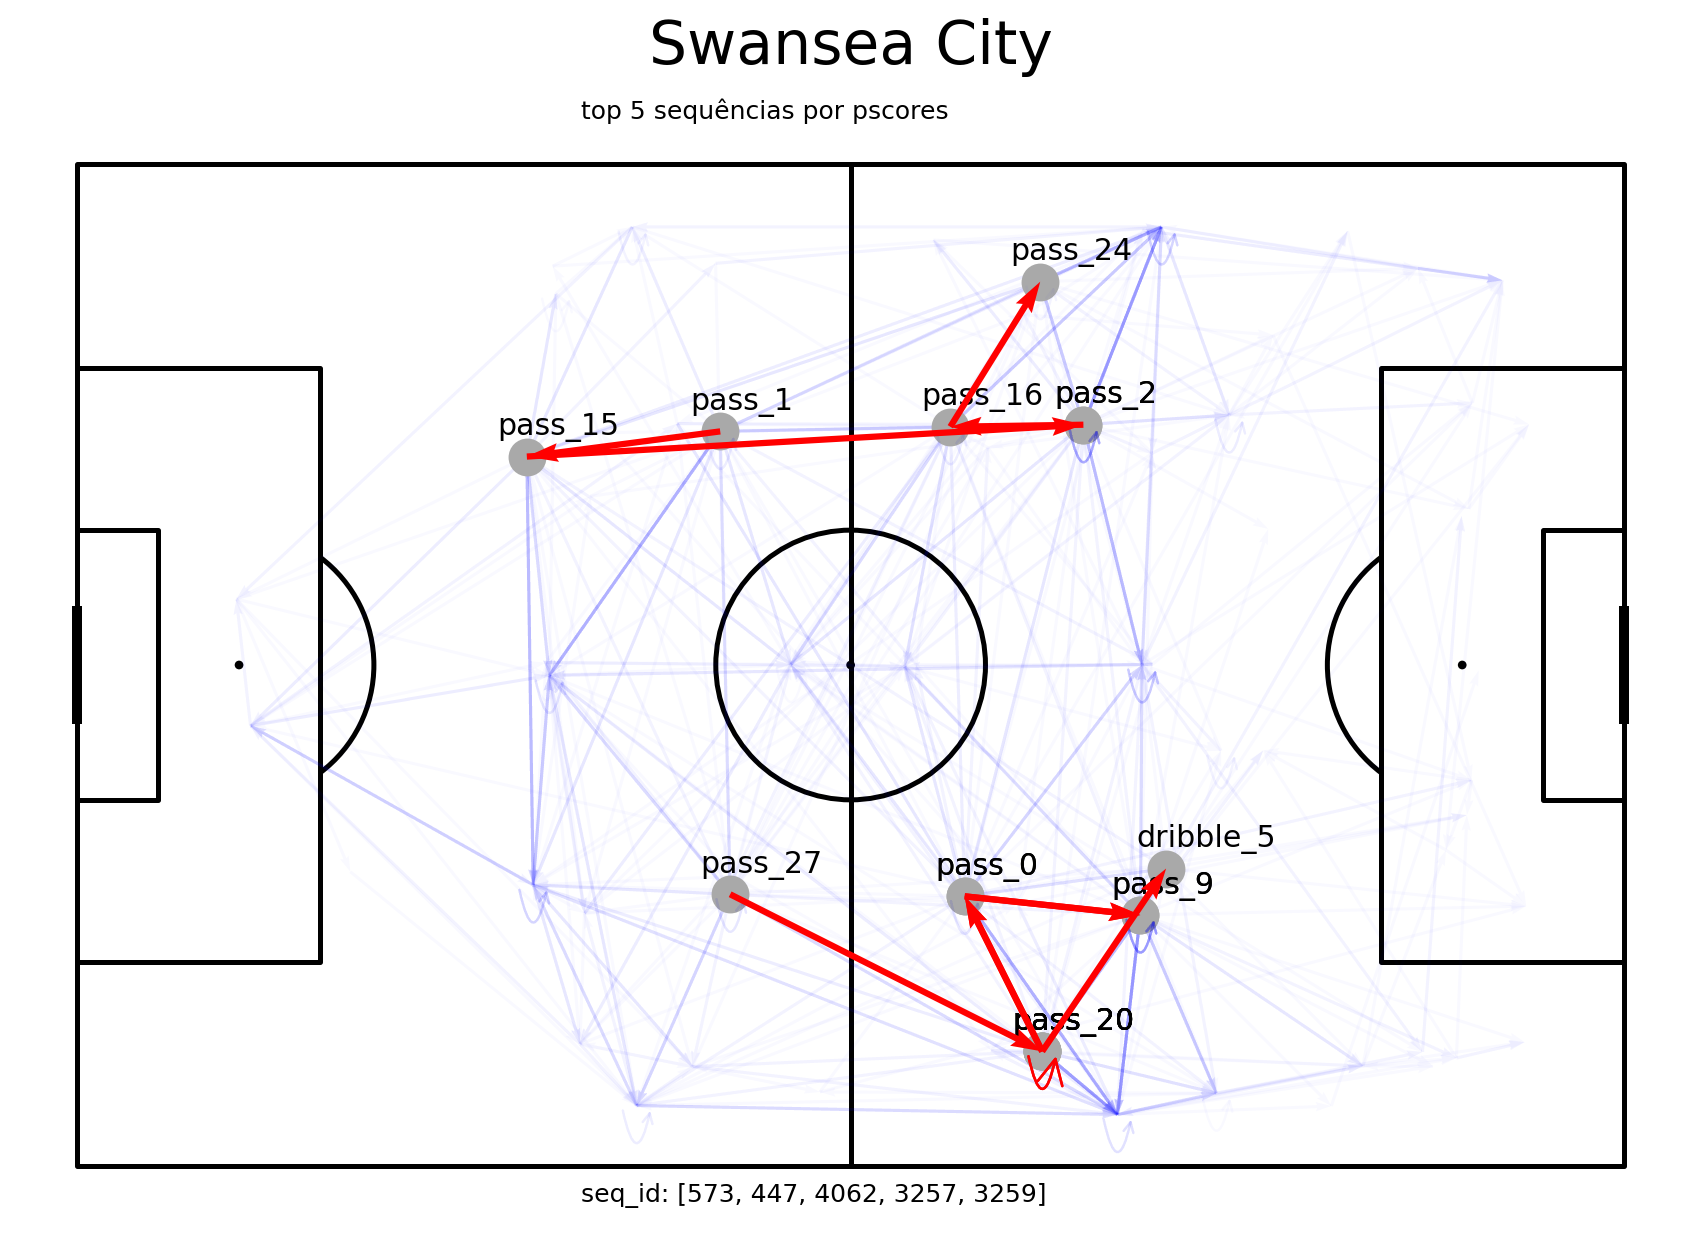 Swansea City
top 5 sequências por pscores
pass_24
pass_16
pass_2
pass_1
pass_15
dribble_5
pass_27
pass_0
pass_9
pass_20
seq_id: [573, 447, 4062, 3257, 3259]